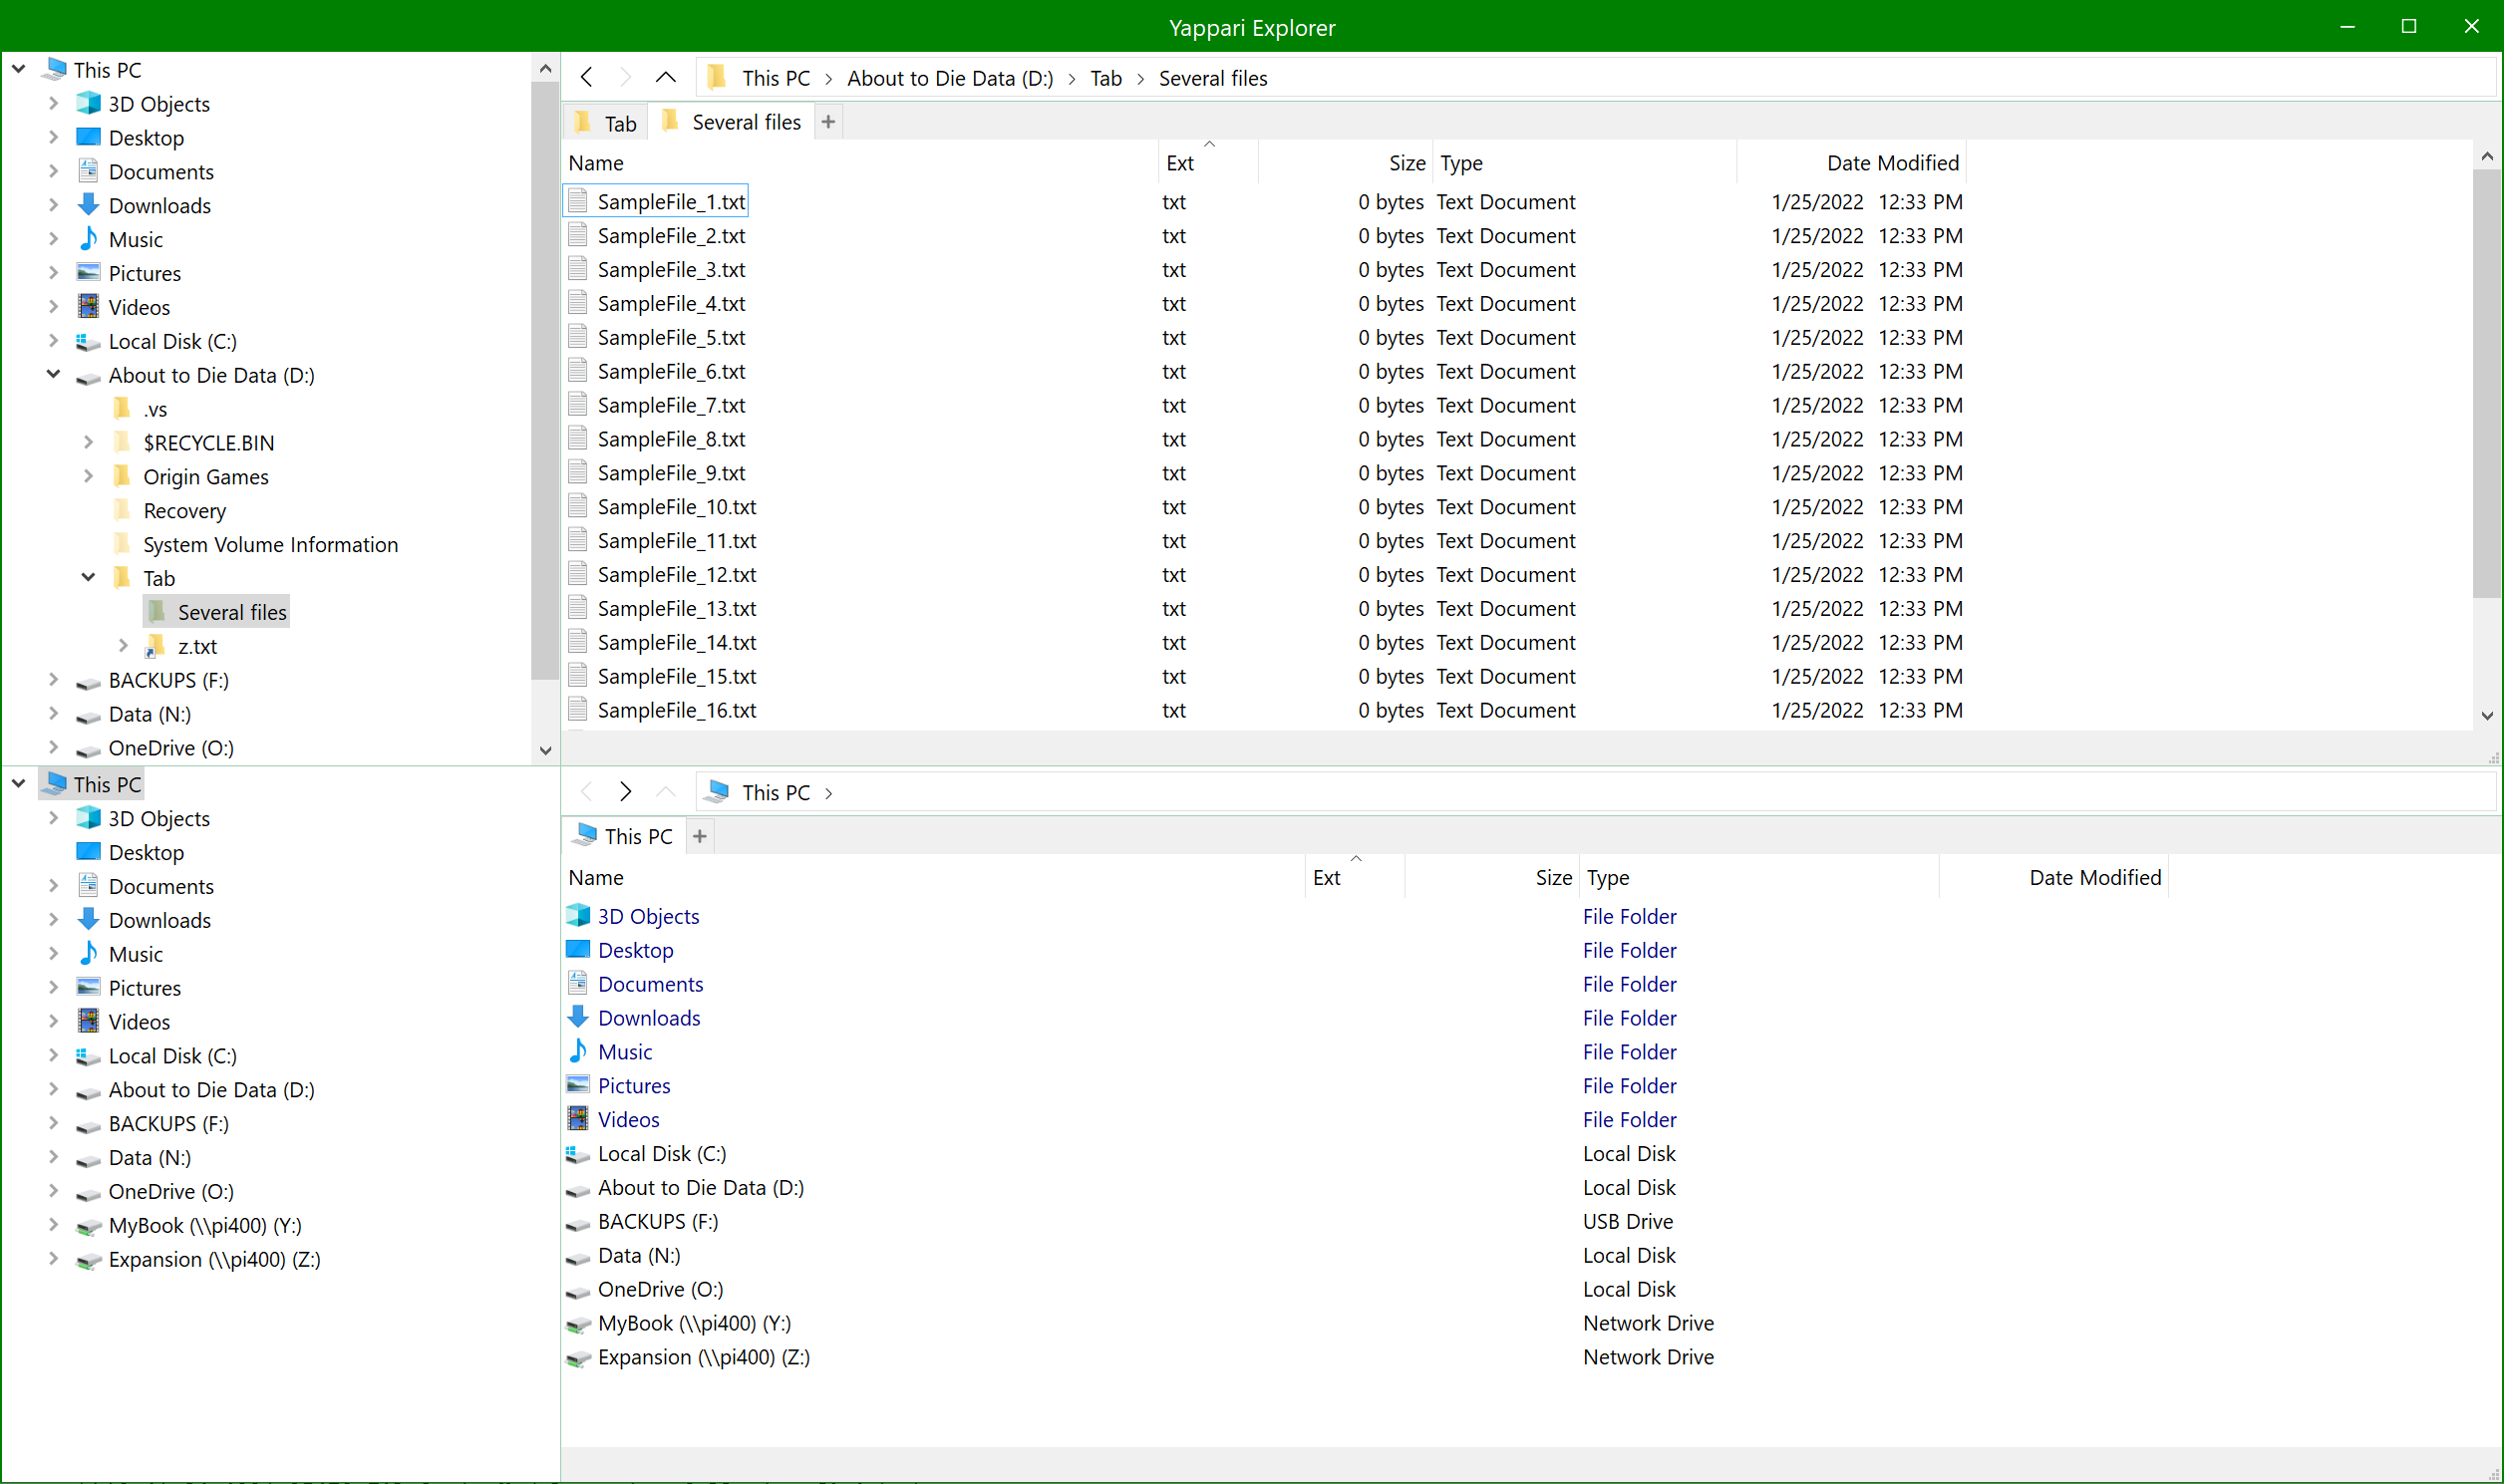 Yappari Explorer
This PC
3D Objects
Desktop
Documents
Downloads
Music
Pictures
Videos
Local Disk (C:)
About to Die Data (D:)
.vs
$RECYCLE.BIN
Origin Games
Recovery
System Volume Information
Tab
Several files
z.txt
BACKUPS (F:)
Data (N:)
OneDrive (O:)
This PC > About to Die Data (D:) > Tab > Several files
Tab Several files +
Name Ext Size Type Date Modified
SampleFile_1.txt txt 0 bytes Text Document 1/25/2022 12:33 PM
SampleFile_2.txt txt 0 bytes Text Document 1/25/2022 12:33 PM
SampleFile_3.txt txt 0 bytes Text Document 1/25/2022 12:33 PM
SampleFile_4.txt txt 0 bytes Text Document 1/25/2022 12:33 PM
SampleFile_5.txt txt 0 bytes Text Document 1/25/2022 12:33 PM
SampleFile_6.txt txt 0 bytes Text Document 1/25/2022 12:33 PM
SampleFile_7.txt txt 0 bytes Text Document 1/25/2022 12:33 PM
SampleFile_8.txt txt 0 bytes Text Document 1/25/2022 12:33 PM
SampleFile_9.txt txt 0 bytes Text Document 1/25/2022 12:33 PM
SampleFile_10.txt txt 0 bytes Text Document 1/25/2022 12:33 PM
SampleFile_11.txt txt 0 bytes Text Document 1/25/2022 12:33 PM
SampleFile_12.txt txt 0 bytes Text Document 1/25/2022 12:33 PM
SampleFile_13.txt txt 0 bytes Text Document 1/25/2022 12:33 PM
SampleFile_14.txt txt 0 bytes Text Document 1/25/2022 12:33 PM
SampleFile_15.txt txt 0 bytes Text Document 1/25/2022 12:33 PM
SampleFile_16.txt txt 0 bytes Text Document 1/25/2022 12:33 PM
This PC
3D Objects
Desktop
Documents
Downloads
Music
Pictures
Videos
Local Disk (C:)
About to Die Data (D:)
BACKUPS (F:)
Data (N:)
OneDrive (O:)
MyBook (\\pi400) (Y:)
Expansion (\\pi400) (Z:)
This PC >
This PC +
Name Ext Size Type Date Modified
3D Objects File Folder
Desktop File Folder
Documents File Folder
Downloads File Folder
Music File Folder
Pictures File Folder
Videos File Folder
Local Disk (C:) Local Disk
About to Die Data (D:) Local Disk
BACKUPS (F:) USB Drive
Data (N:) Local Disk
OneDrive (O:) Local Disk
MyBook (\\pi400) (Y:) Network Drive
Expansion (\\pi400) (Z:) Network Drive